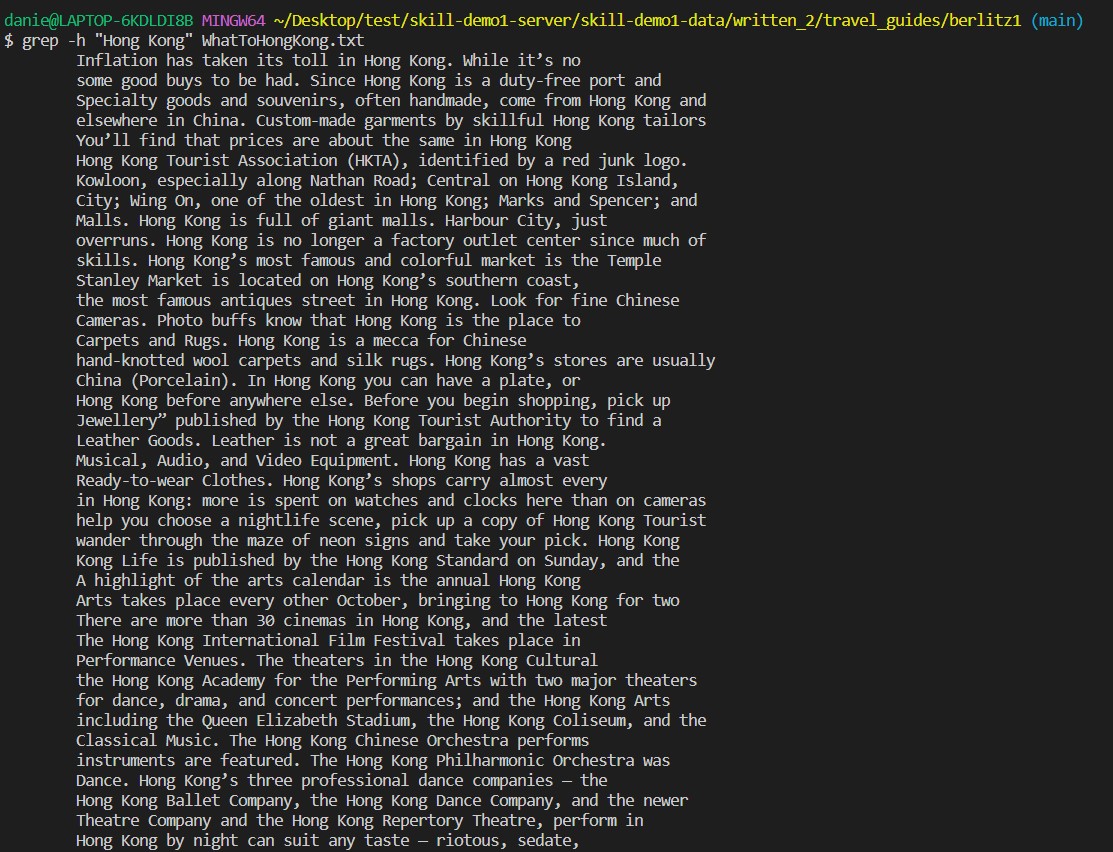 danie@LAPTOP-6KDLDI8B MINGW64 ~/Desktop/test/skill-demo1-server/skill-demo1-data/written_2/travel_guides/berlitz1 (main)
$ grep -h "Hong Kong" WhatToHongKong.txt
Inflation has taken its toll in Hong Kong. While it’s no
some good buys to be had. Since Hong Kong is a duty-free port and
Specialty goods and souvenirs, often handmade, come from Hong Kong and
elsewhere in China. Custom-made garments by skillful Hong Kong tailors
You’ll find that prices are about the same in Hong Kong
Hong Kong Tourist Association (HKTA), identified by a red junk logo.
Kowloon, especially along Nathan Road; Central on Hong Kong Island,
City; Wing On, one of the oldest in Hong Kong; Marks and Spencer; and
Malls. Hong Kong is full of giant malls. Harbour City, just
overruns. Hong Kong is no longer a factory outlet center since much of
skills. Hong Kong’s most famous and colorful market is the Temple
Stanley Market is located on Hong Kong’s southern coast,
the most famous antiques street in Hong Kong. Look for fine Chinese
Cameras. Photo buffs know that Hong Kong is the place to
Carpets and Rugs. Hong Kong is a mecca for Chinese
hand-knotted wool carpets and silk rugs. Hong Kong’s stores are usually
China (Porcelain). In Hong Kong you can have a plate, or
Hong Kong before anywhere else. Before you begin shopping, pick up
Jewellery” published by the Hong Kong Tourist Authority to find a
Leather Goods. Leather is not a great bargain in Hong Kong.
Musical, Audio, and Video Equipment. Hong Kong has a vast
Ready-to-wear Clothes. Hong Kong’s shops carry almost every
in Hong Kong: more is spent on watches and clocks here than on cameras
help you choose a nightlife scene, pick up a copy of Hong Kong Tourist
wander through the maze of neon signs and take your pick. Hong Kong
Kong Life is published by the Hong Kong Standard on Sunday, and the
A highlight of the arts calendar is the annual Hong Kong
Arts takes place every other October, bringing to Hong Kong for two
There are more than 30 cinemas in Hong Kong, and the latest
The Hong Kong International Film Festival takes place in
Performance Venues. The theaters in the Hong Kong Cultural
the Hong Kong Academy for the Performing Arts with two major theaters
for dance, drama, and concert performances; and the Hong Kong Arts
including the Queen Elizabeth Stadium, the Hong Kong Coliseum, and the
Classical Music. The Hong Kong Chinese Orchestra performs
instruments are featured. The Hong Kong Philharmonic Orchestra was
Dance. Hong Kong’s three professional dance companies — the
Hong Kong Ballet Company, the Hong Kong Dance Company, and the newer
Theatre Company and the Hong Kong Repertory Theatre, perform in
Hong Kong by night can suit any taste — riotous, sedate,